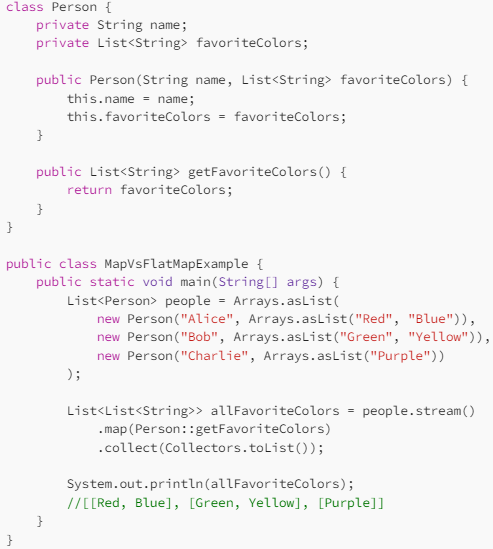 class Person {
    private String name;
    private List<String> favoriteColors;

    public Person(String name, List<String> favoriteColors) {
        this.name = name;
        this.favoriteColors = favoriteColors;
    }

    public List<String> getFavoriteColors() {
        return favoriteColors;
    }
}

public class MapVsFlatMapExample {
    public static void main(String[] args) {
        List<Person> people = Arrays.asList(
            new Person("Alice", Arrays.asList("Red", "Blue")),
            new Person("Bob", Arrays.asList("Green", "Yellow")),
            new Person("Charlie", Arrays.asList("Purple"))
        );

        List<List<String>> allFavoriteColors = people.stream()
            .map(Person::getFavoriteColors)
            .collect(Collectors.toList());

        System.out.println(allFavoriteColors);
        //[[Red, Blue], [Green, Yellow], [Purple]]
    }
}